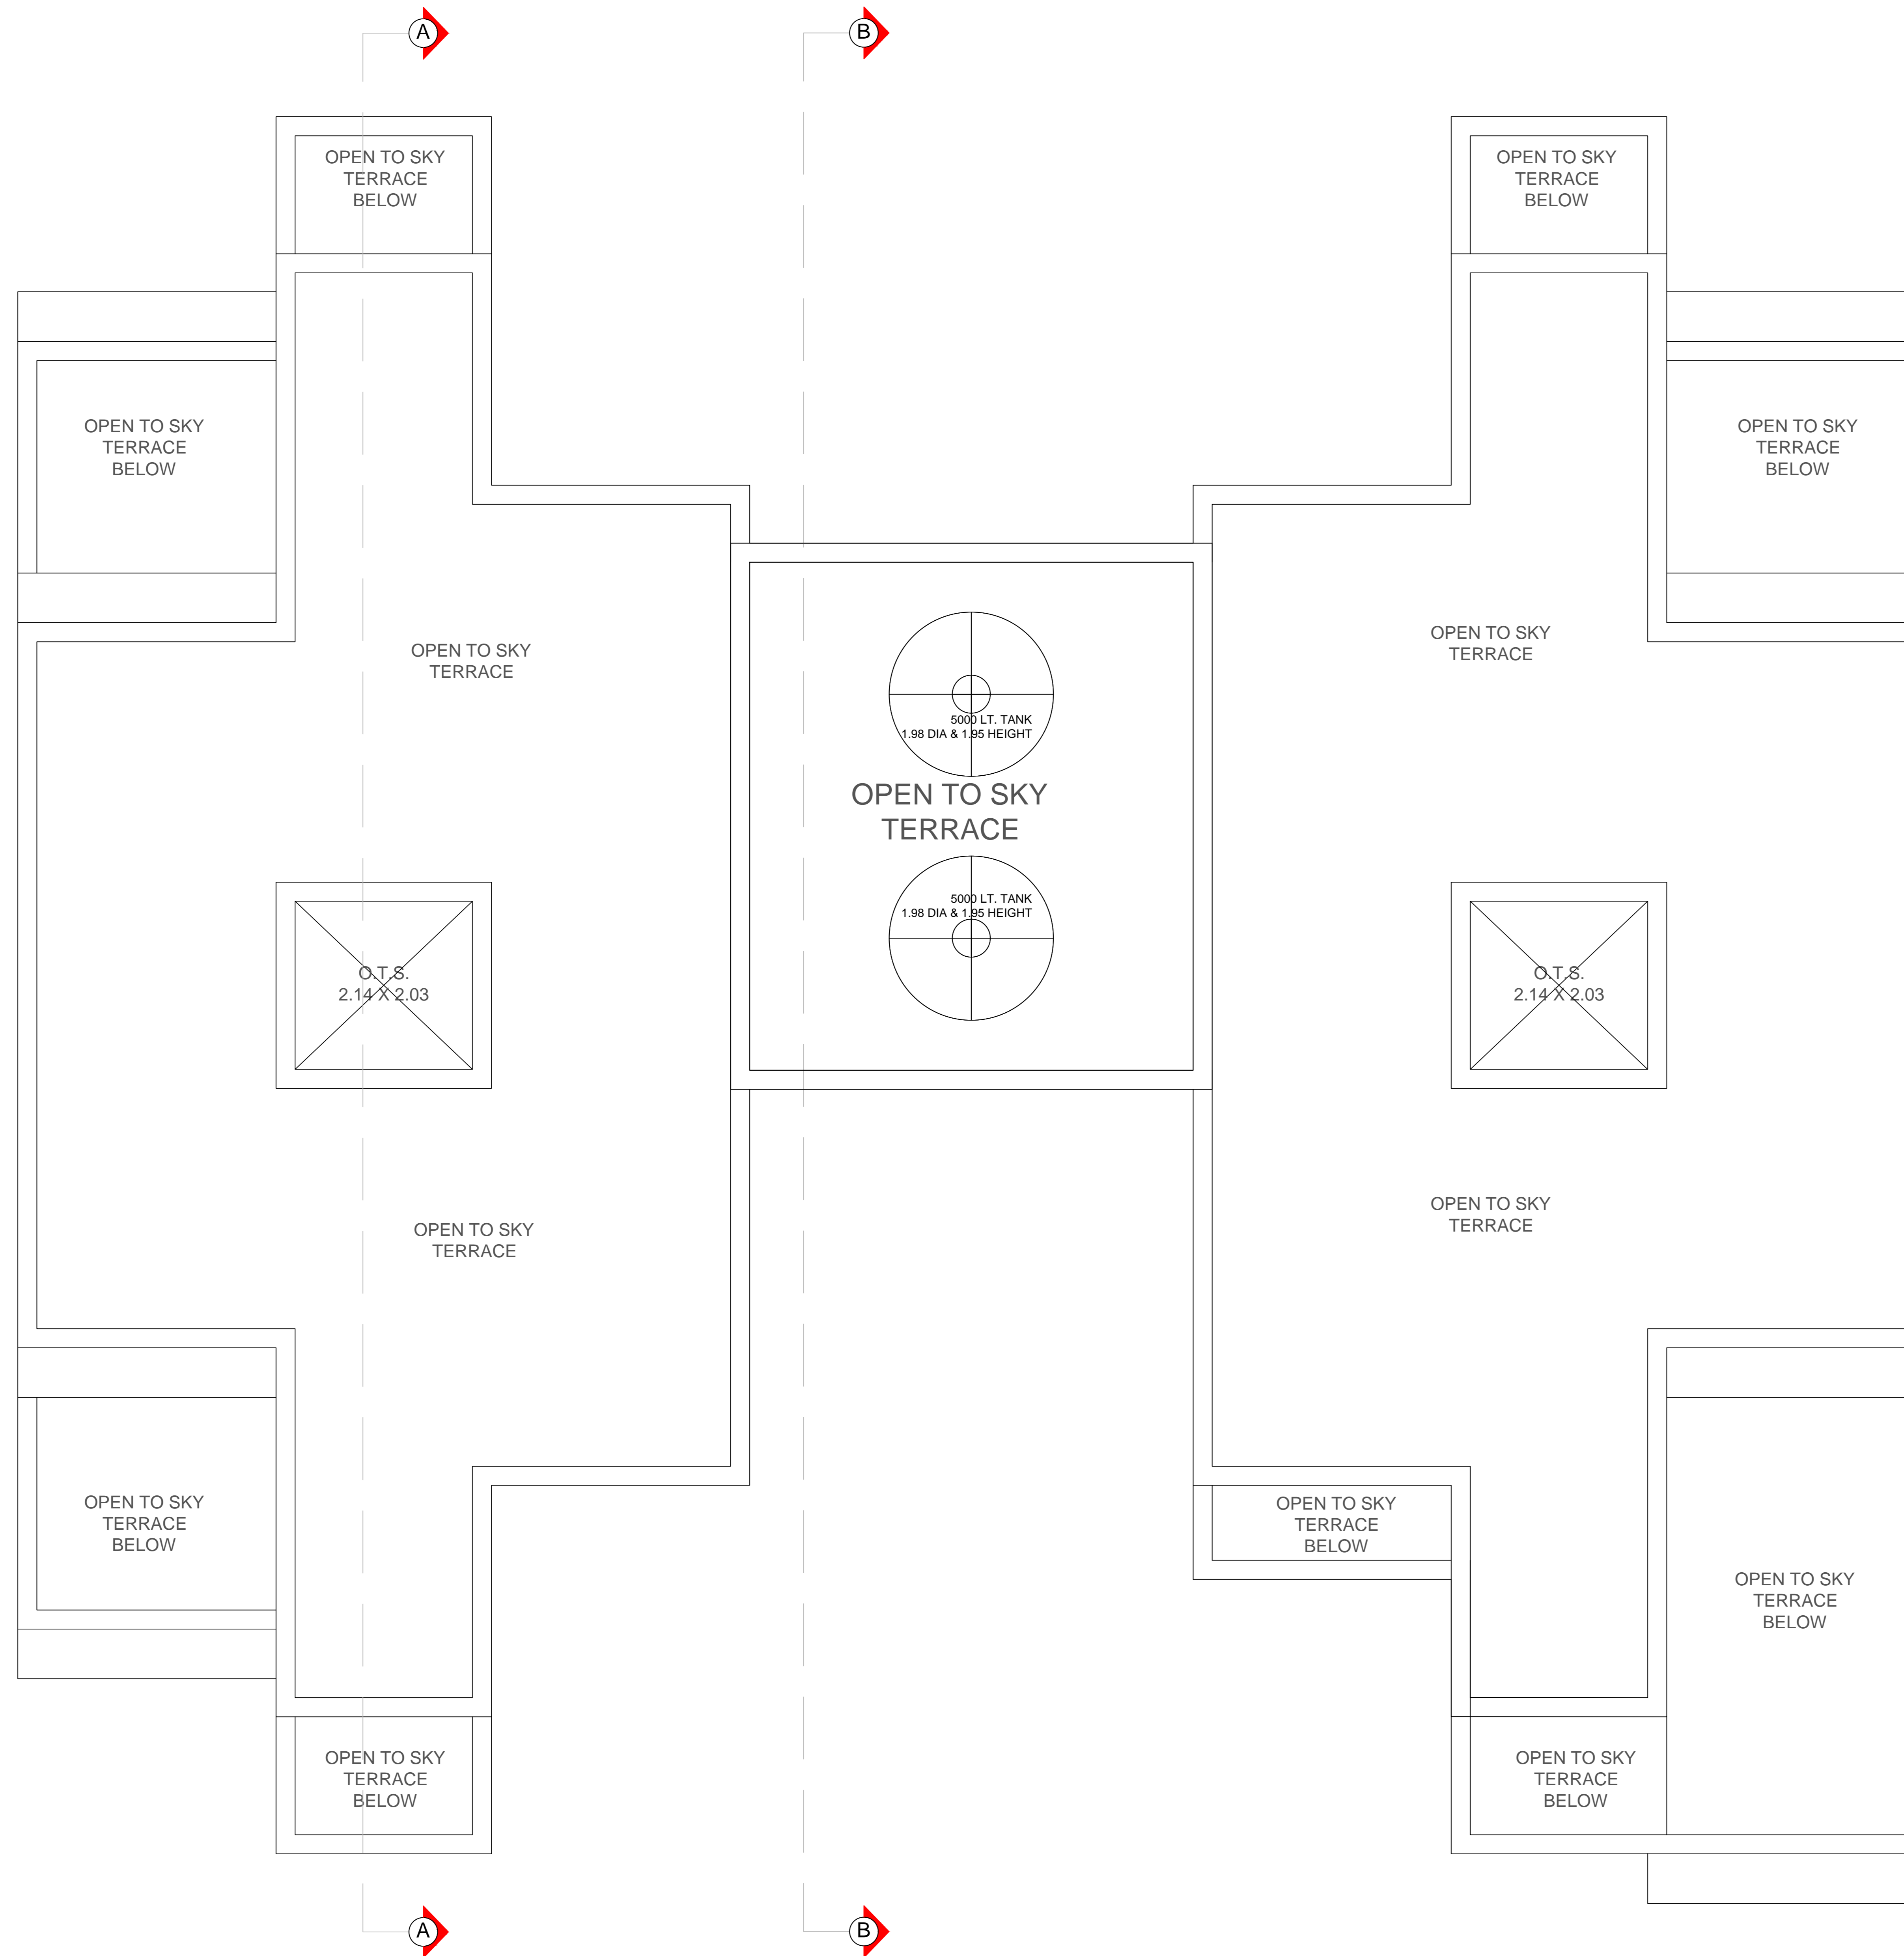 A
B
OPEN TO SKY
TERRACE
BELOW
OPEN TO SKY
TERRACE
BELOW
OPEN TO SKY
TERRACE
BELOW
OPEN TO SKY
TERRACE
BELOW
OPEN TO SKY
TERRACE
OPEN TO SKY
TERRACE
5000 LT. TANK
1.98 DIA & 1.95 HEIGHT
OPEN TO SKY
TERRACE
5000 LT. TANK
1.98 DIA & 1.95 HEIGHT
O.T.S.
2.14 X 2.03
O.T.S.
2.14 X 2.03
OPEN TO SKY
TERRACE
OPEN TO SKY
TERRACE
OPEN TO SKY
TERRACE
BELOW
OPEN TO SKY
TERRACE
BELOW
OPEN TO SKY
TERRACE
BELOW
OPEN TO SKY
TERRACE
BELOW
OPEN TO SKY
TERRACE
BELOW
A
B